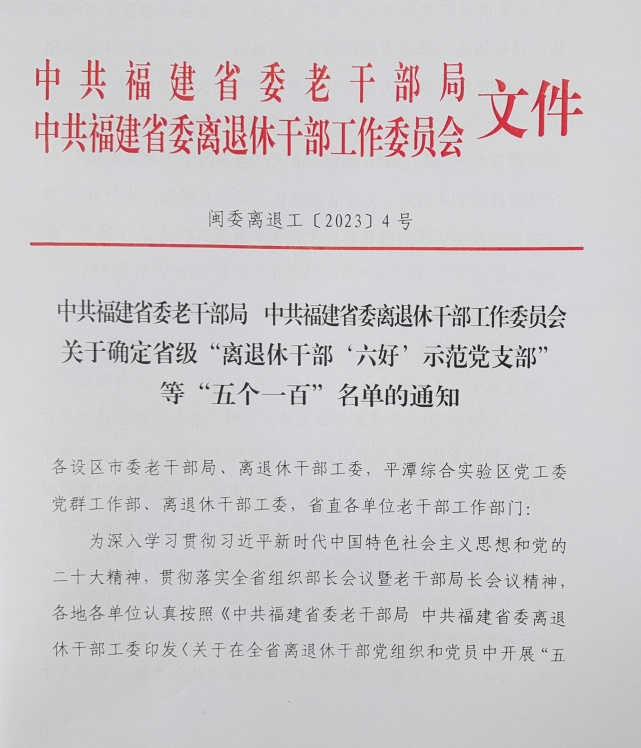 中共福建省委老干部局
中共福建省委离退休干部工作委员会
文件
闽委离退工〔2023〕4号
中共福建省委老干部局 中共福建省委离退休干部工作委员会
关于确定省级“离退休干部‘六好’示范党支部”
等“五个一百”名单的通知
各设区市委老干部局、离退休干部工委，平潭综合实验区党工委
党群工作部、离退休干部工委，省直各单位老干部工作部门：
为深入学习贯彻习近平新时代中国特色社会主义思想和党的
二十大精神，贯彻落实全省组织部长会议暨老干部局长会议精神，
各地各单位认真按照《中共福建省委老干部局 中共福建省委离退
休干部工委印发〈关于在全省离退休干部党组织和党员中开展“五